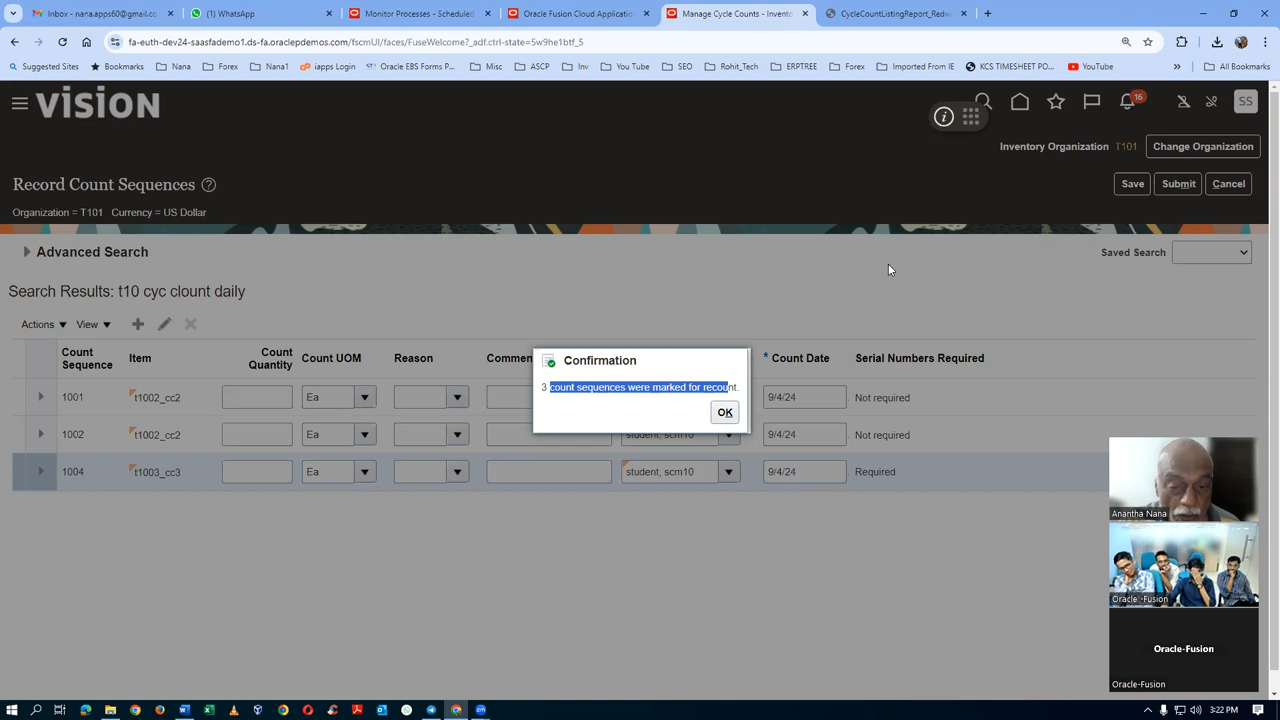 Inbox - nana.apps60@gmail.co
(1) WhatsApp
Monitor Processes - Scheduled
Oracle Fusion Cloud Application
Manage Cycle Counts - Invento
CycleCountListingReport_Redw
fa-euth-dev24-saasfademo1.ds-fa.oraclepdemos.com/fscmUI/faces/FuseWelcome?_adf.ctrl-state=5w9he1btf_5
Suggested Sites
Bookmarks
Nana
Forex
Nana1
iapps Login
Oracle EBS Forms P...
Misc
ASCP
Inv
You Tube
SEO
Rohit_Tech
ERPTREE
Forex
Imported From IE
KCS TIMESHEET PO...
YouTube
All Bookmarks
VISION
16
SS
Inventory Organization T101 Change Organization
Record Count Sequences
Save Submit Cancel
Organization = T101 Currency = US Dollar
Advanced Search
Saved Search
Search Results: t10 cyc clount daily
Actions View
Count Sequence Item Count Quantity Count UOM Reason Commen * Count Date Serial Numbers Required
1001 t1002_cc2 Ea 9/4/24 Not required
1002 t1002_cc2 Ea student, scm10 9/4/24 Not required
1004 t1003_cc3 Ea student, scm10 9/4/24 Required
Confirmation
3 count sequences were marked for recount.
OK
Anantha Nana
Oracle -Fusion
Oracle-Fusion
Oracle-Fusion
3:22 PM